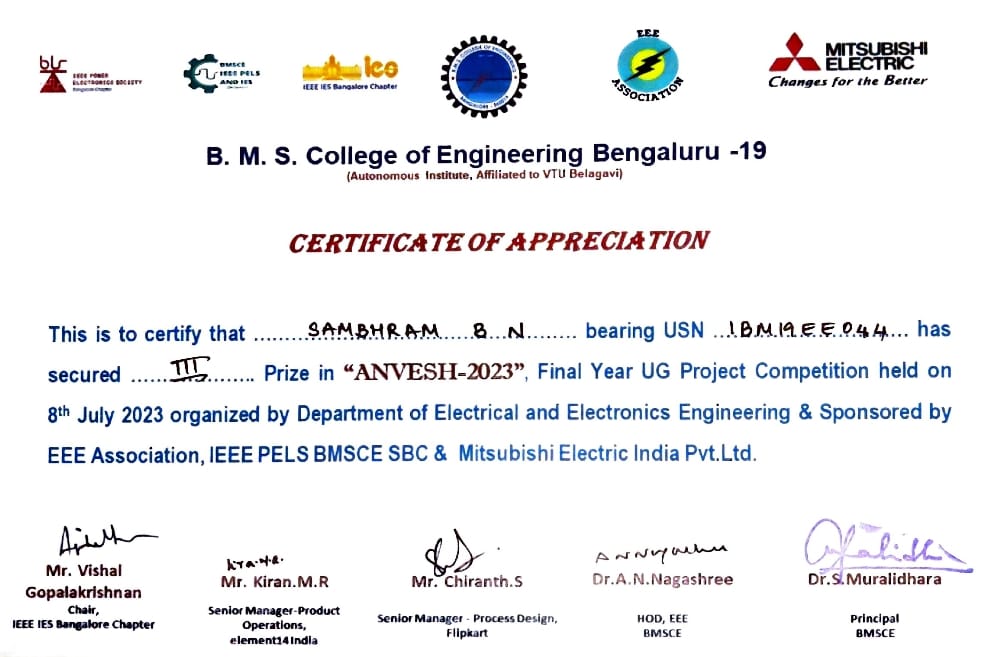 blr
IEEE POWER
ELECTRONICS SOCIETY
Bangalore Chapter
BMSCE
IEEE PELS
AND IES
ies
IEEE IES Bangalore Chapter
B.M.S. COLLEGE OF ENGINEERING
EEE
ASSOCIATION
MITSUBISHI
ELECTRIC
Changes for the Better
B. M. S. College of Engineering Bengaluru -19
(Autonomous Institute, Affiliated to VTU Belagavi)
CERTIFICATE OF APPRECIATION
This is to certify that ........SAMBHRAM B N........ bearing USN ...1BM19EE044... has
secured ......III........ Prize in “ANVESH-2023”, Final Year UG Project Competition held on
8th July 2023 organized by Department of Electrical and Electronics Engineering & Sponsored by
EEE Association, IEEE PELS BMSCE SBC & Mitsubishi Electric India Pvt.Ltd.
Mr. Vishal
Gopalakrishnan
Chair,
IEEE IES Bangalore Chapter
Mr. Kiran.M.R
Senior Manager-Product
Operations,
element14 India
Mr. Chiranth.S
Senior Manager - Process Design,
Flipkart
Dr.A.N.Nagashree
HOD, EEE
BMSCE
Dr.S.Muralidhara
Principal
BMSCE